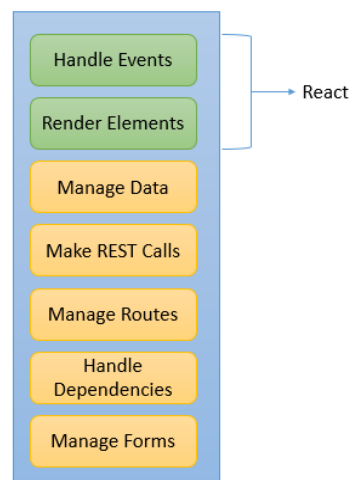 Handle Events
React
Render Elements
Manage Data
Make REST Calls
Manage Routes
Handle
Dependencies
Manage Forms